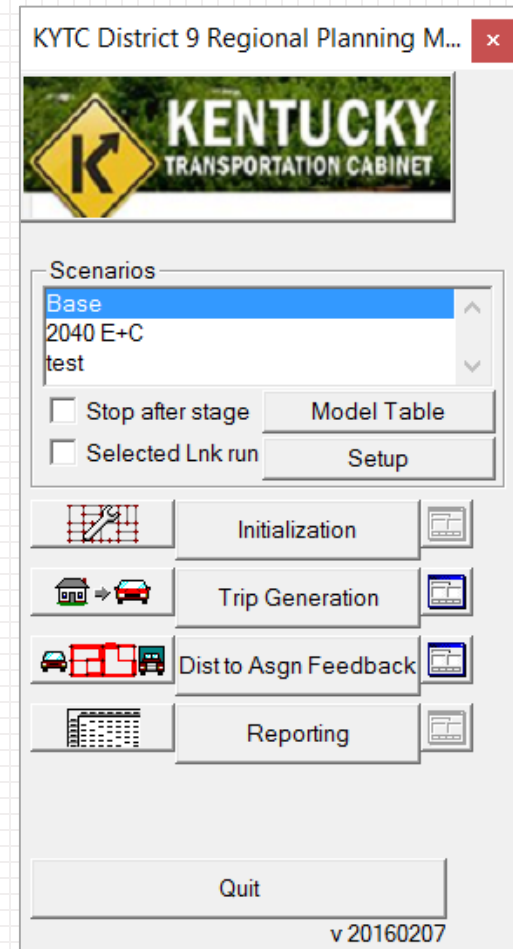 KYTC District 9 Regional Planning M...
KENTUCKY
TRANSPORTATION CABINET
Scenarios
Base
2040 E+C
test
Stop after stage
Model Table
Selected Lnk run
Setup
Initialization
Trip Generation
Dist to Asgn Feedback
Reporting
Quit
v 20160207